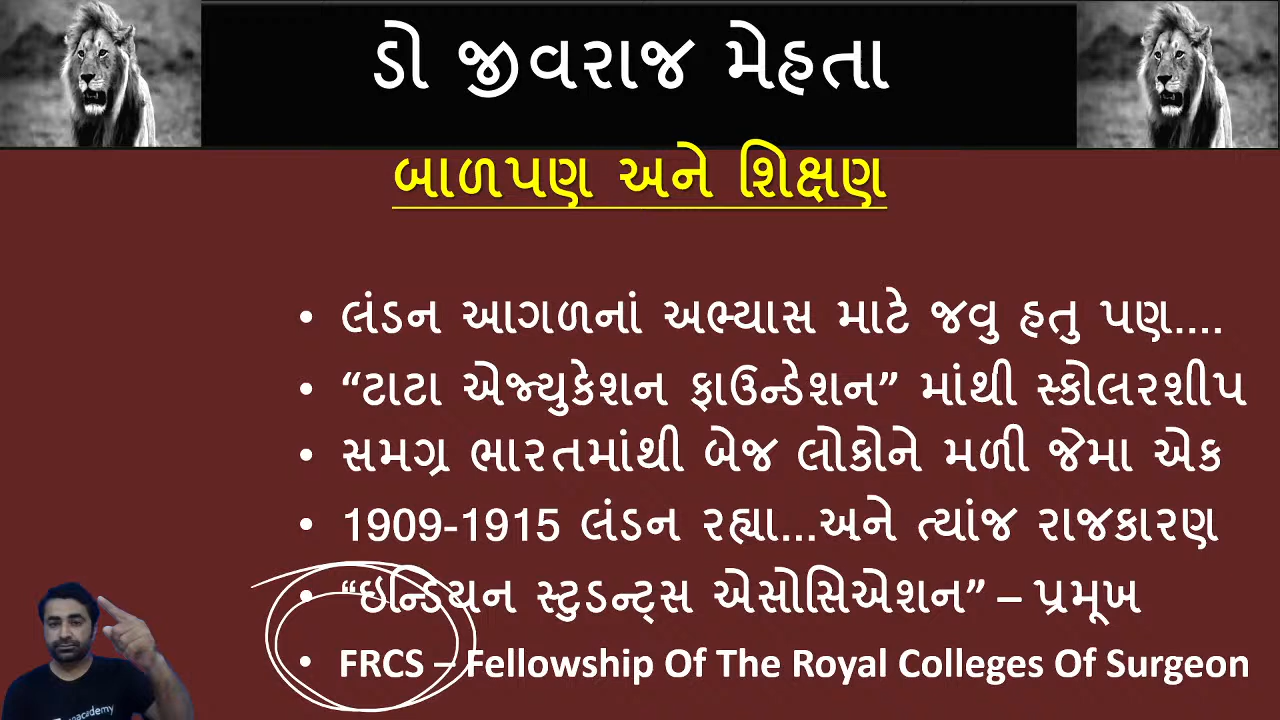 ડો જીવરાજ મેહતા
બાળપણ અને શિક્ષણ
• લંડન આગળનાં અભ્યાસ માટે જવુ હતુ પણ....
• “ટાટા એજ્યુકેશન ફાઉન્ડેશન” માંથી સ્કોલરશીપ
• સમગ્ર ભારતમાંથી બેજ લોકોને મળી જેમા એક
• 1909-1915 લંડન રહ્યા...અને ત્યાંજ રાજકારણ
• “ઇન્ડિયન સ્ટુડન્ટ્સ એસોસિએશન” – પ્રમૂખ
• FRCS – Fellowship Of The Royal Colleges Of Surgeon